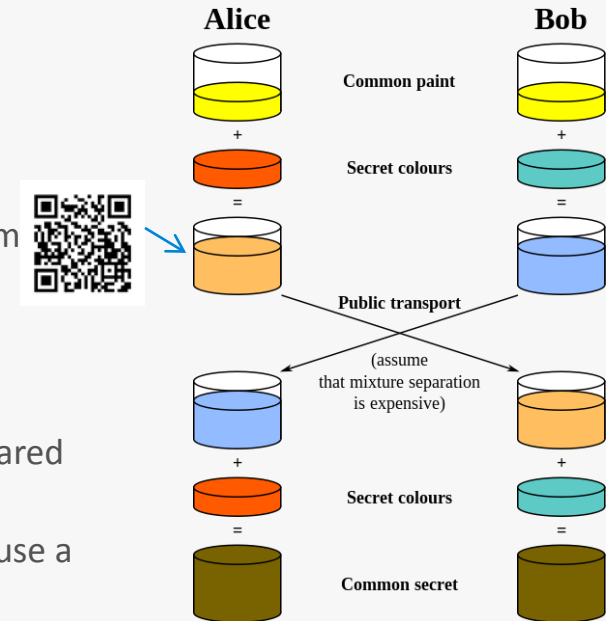 Alice Bob
Common paint
+ +
Secret colours
= =
m
Public transport
(assume
that mixture separation
is expensive)
ared
+ +
Secret colours
= =
use a
Common secret